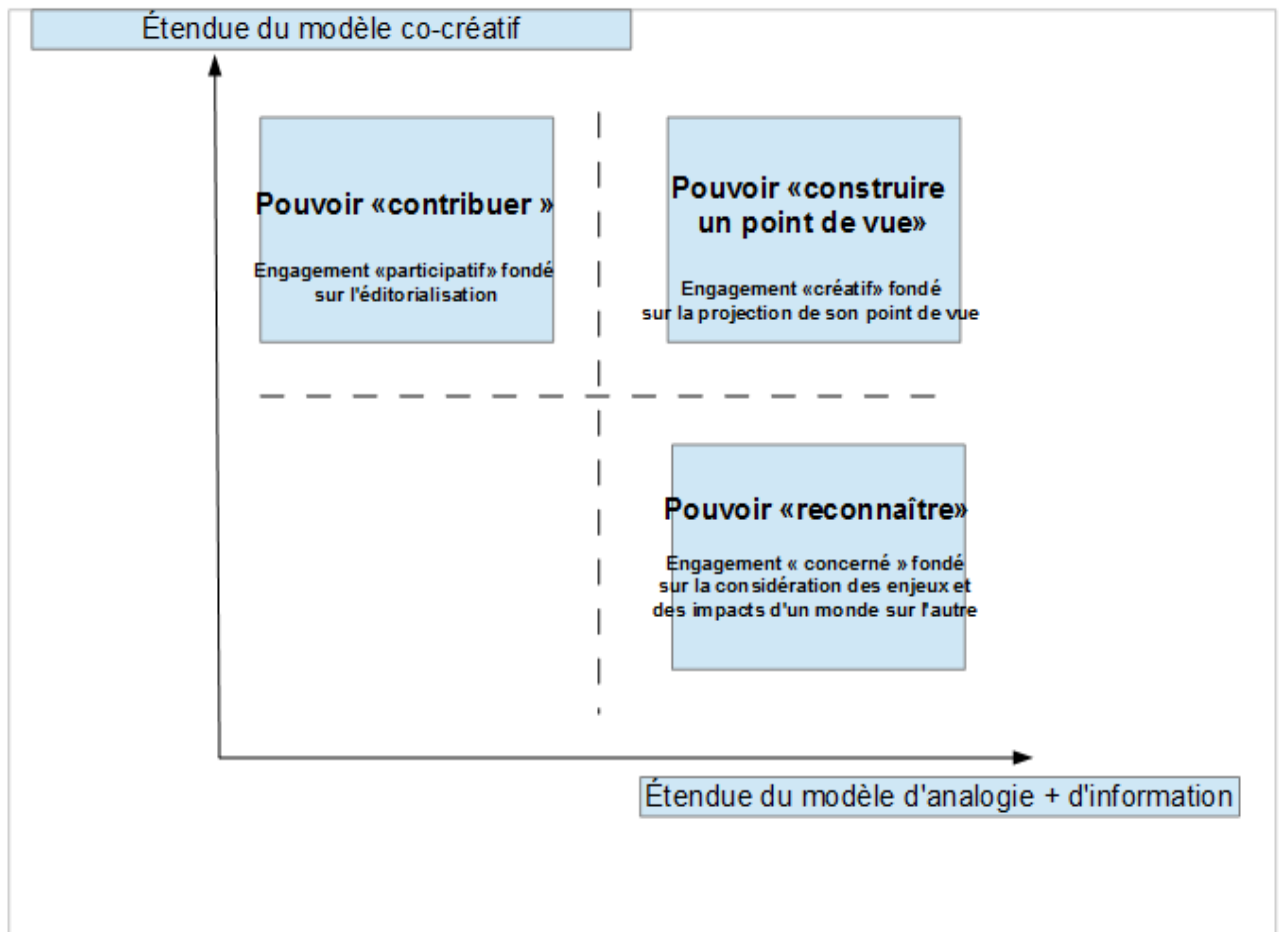 Étendue du modèle co-créatif
Pouvoir «contribuer »
Engagement «participatif» fondé
sur l'éditorialisation
Pouvoir «construire
un point de vue»
Engagement «créatif» fondé
sur la projection de son point de vue
Pouvoir «reconnaître»
Engagement « concerné » fondé
sur la considération des enjeux et
des impacts d'un monde sur l'autre
Étendue du modèle d'analogie + d'information